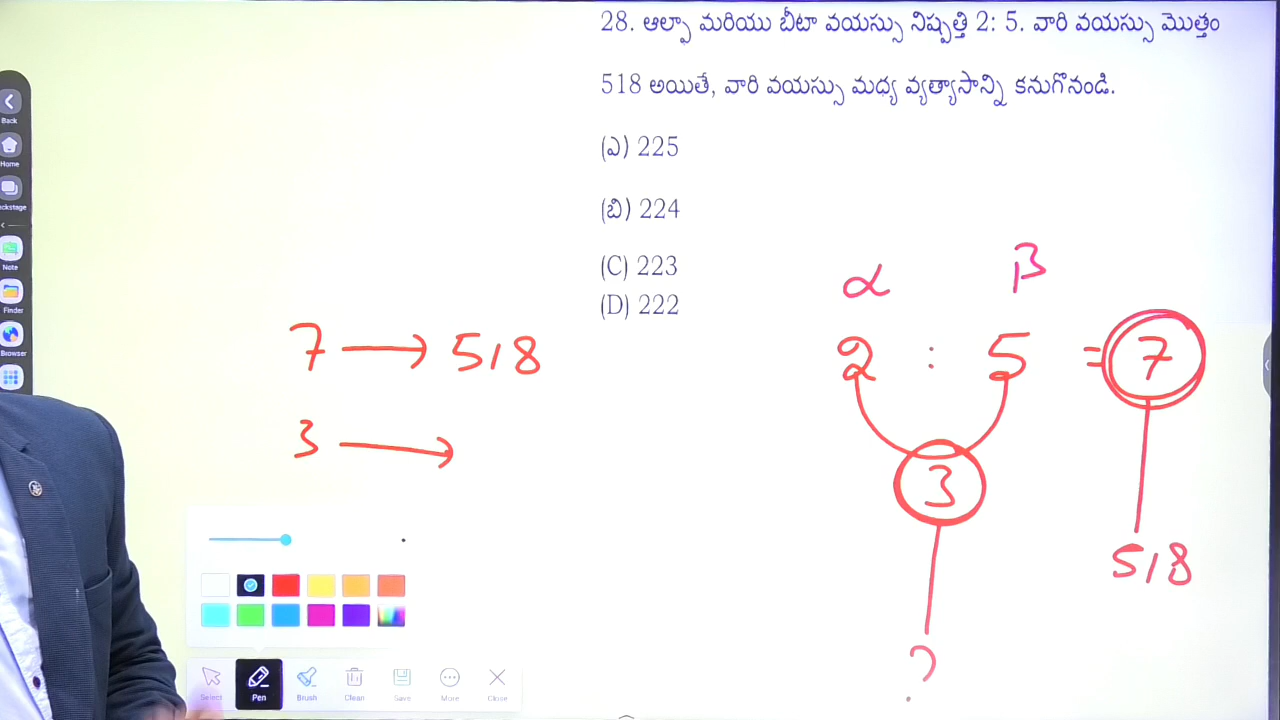 28. ఆల్ఫా మరియు బీటా వయస్సు నిష్పత్తి 2: 5. వారి వయస్సు మొత్తం
518 అయితే, వారి వయస్సు మధ్య వ్యత్యాసాన్ని కనుగొనండి.
(ఎ) 225
(బి) 224
(C) 223
(D) 222
α β
2 : 5 = 7
3
518
?
7 → 518
3 →
Back
Home
ckstage
Note
Finder
Browser
Select
Pen
Brush
Clean
Save
More
Close